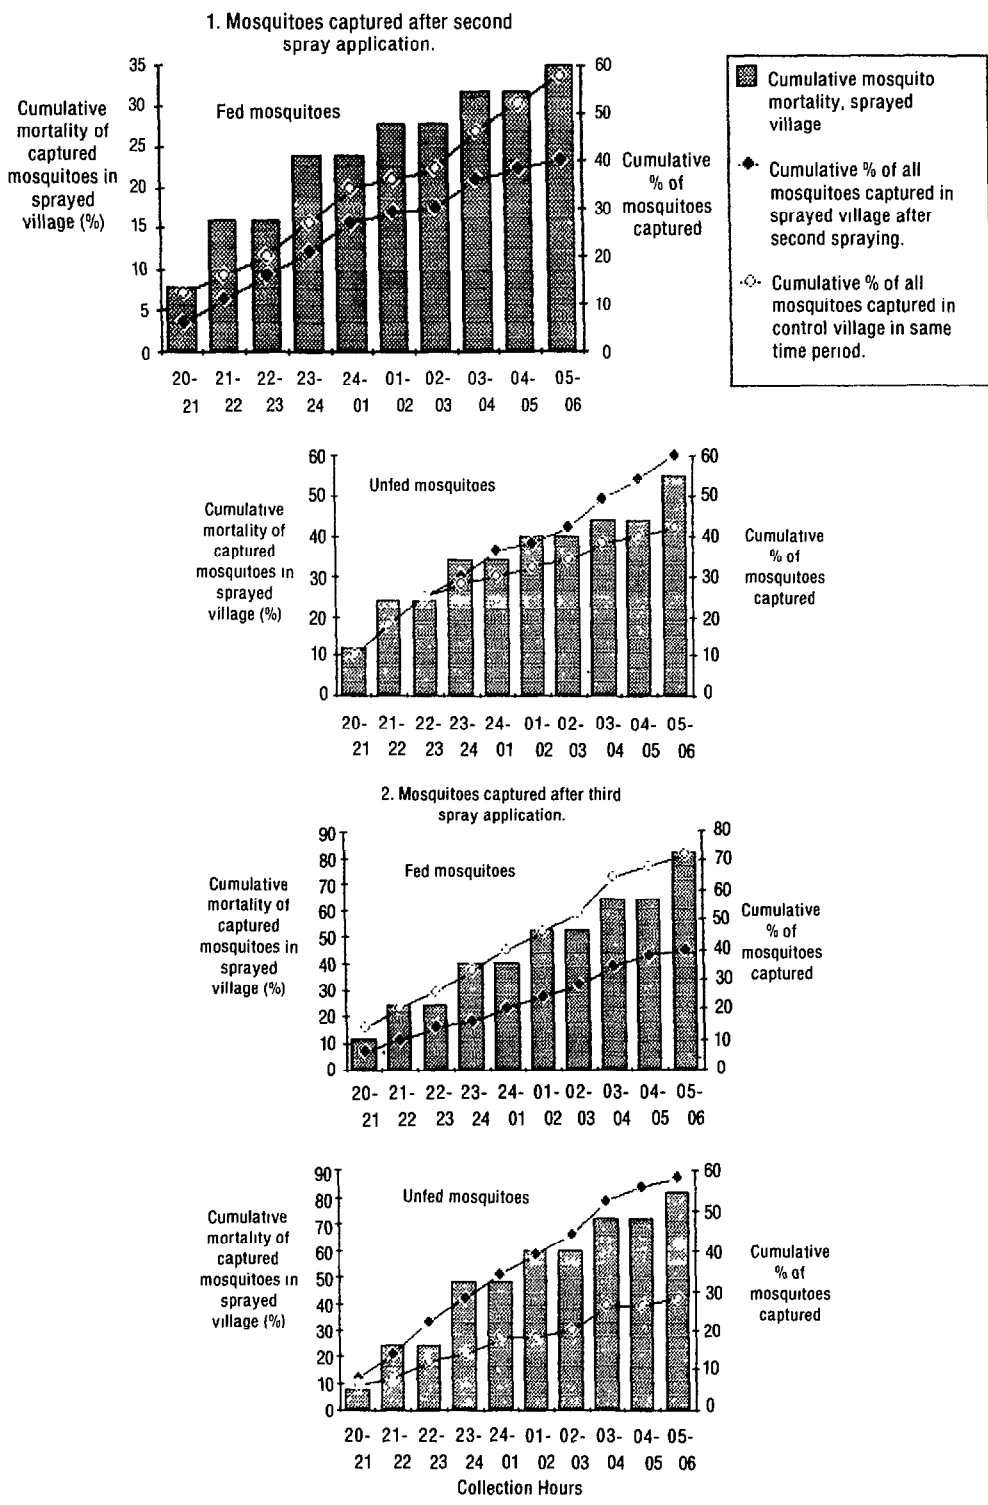 1. Mosquitoes captured after second
spray application.
Cumulative
mortality of
captured
mosquitoes in
sprayed
village (%)
35
30
25
20
15
10
5
0
Fed mosquitoes
60
50
40
30
20
10
0
Cumulative
% of
mosquitoes
captured
20- 21- 22- 23- 24- 01- 02- 03- 04- 05-
21 22 23 24 01 02 03 04 05 06
Cumulative mosquito
mortality, sprayed
village
Cumulative % of all
mosquitoes captured in
sprayed village after
second spraying.
Cumulative % of all
mosquitoes captured in
control village in same
time period.
Cumulative
mortality of
captured
mosquitoes in
sprayed
village (%)
60
50
40
30
20
10
0
Unfed mosquitoes
60
50
40
30
20
10
0
Cumulative
% of
mosquitoes
captured
20- 21- 22- 23- 24- 01- 02- 03- 04- 05-
21 22 23 24 01 02 03 04 05 06
2. Mosquitoes captured after third
spray application.
Cumulative
mortality of
captured
mosquitoes in
sprayed
village (%)
90
80
70
60
50
40
30
20
10
0
Fed mosquitoes
80
70
60
50
40
30
20
10
0
Cumulative
% of
mosquitoes
captured
20- 21- 22- 23- 24- 01- 02- 03- 04- 05-
21 22 23 24 01 02 03 04 05 06
Cumulative
mortality of
captured
mosquitoes in
sprayed
village (%)
90
80
70
60
50
40
30
20
10
0
Unfed mosquitoes
60
50
40
30
20
10
0
Cumulative
% of
mosquitoes
captured
20- 21- 22- 23- 24- 01- 02- 03- 04- 05-
21 22 23 24 01 02 03 04 05 06
Collection Hours